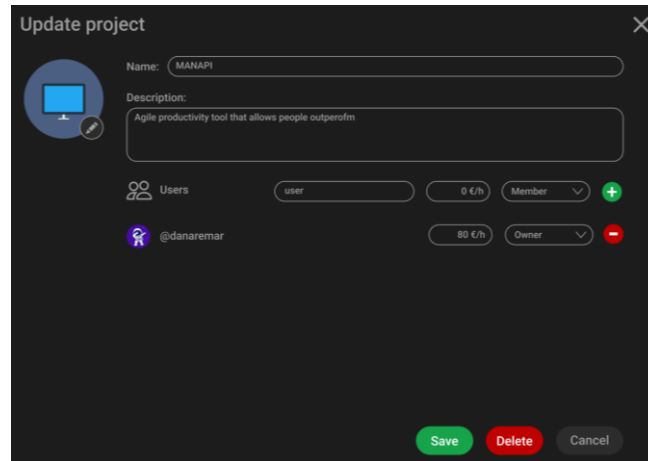 Update project
Name: MANAPI
Description:
Agile productivity tool that allows people outperofm
Users user 0 €/h Member
@danaremar 80 €/h Owner
Save Delete Cancel